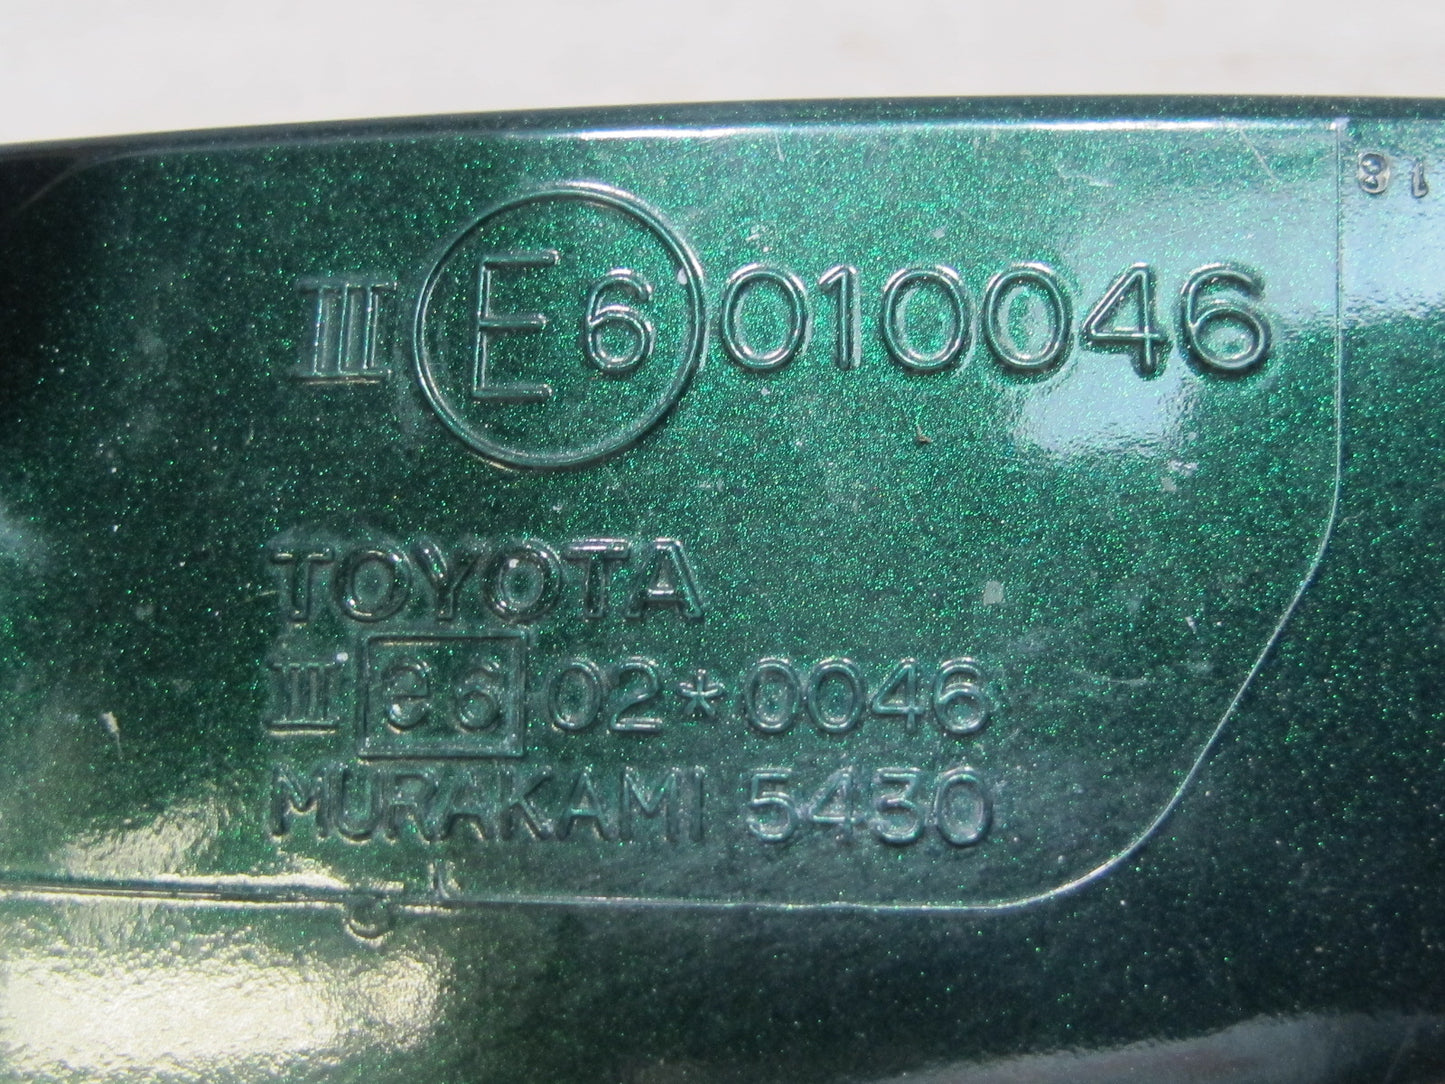 III E6 010046
TOYOTA
III e6 02*0046
MURAKAMI 5430